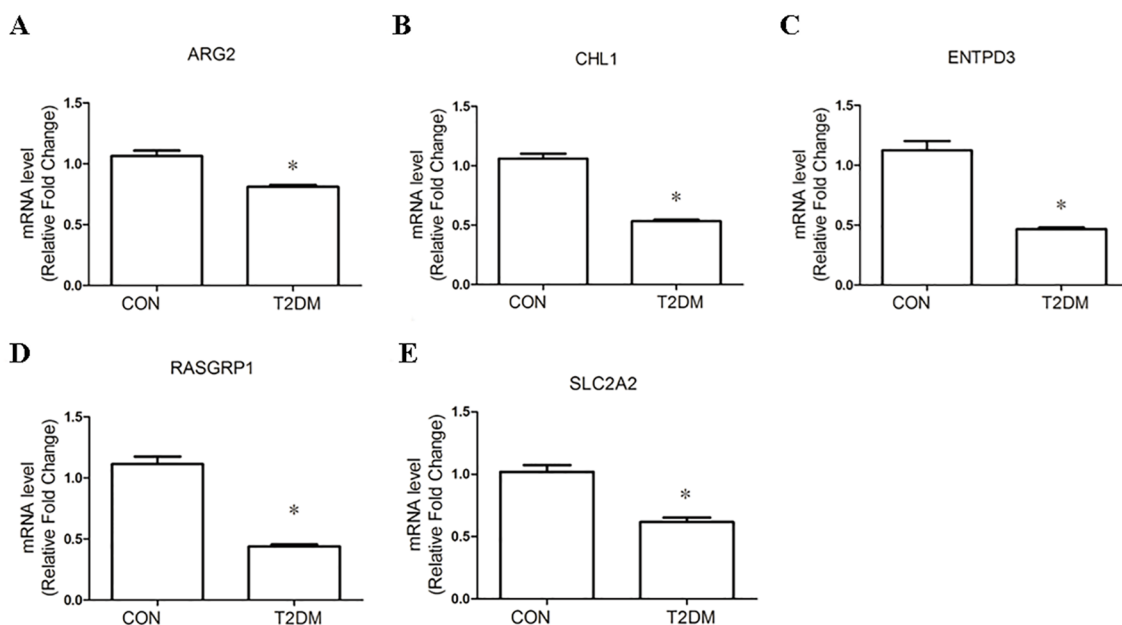 A
ARG2
mRNA level
(Relative Fold Change)
1.5
1.0
0.5
0.0
*
CON T2DM
B
CHL1
mRNA level
(Relative Fold Change)
1.5
1.0
0.5
0.0
*
CON T2DM
C
ENTPD3
mRNA level
(Relative Fold Change)
1.5
1.0
0.5
0.0
*
CON T2DM
D
RASGRP1
mRNA level
(Relative Fold Change)
1.5
1.0
0.5
0.0
*
CON T2DM
E
SLC2A2
mRNA level
(Relative Fold Change)
1.5
1.0
0.5
0.0
*
CON T2DM